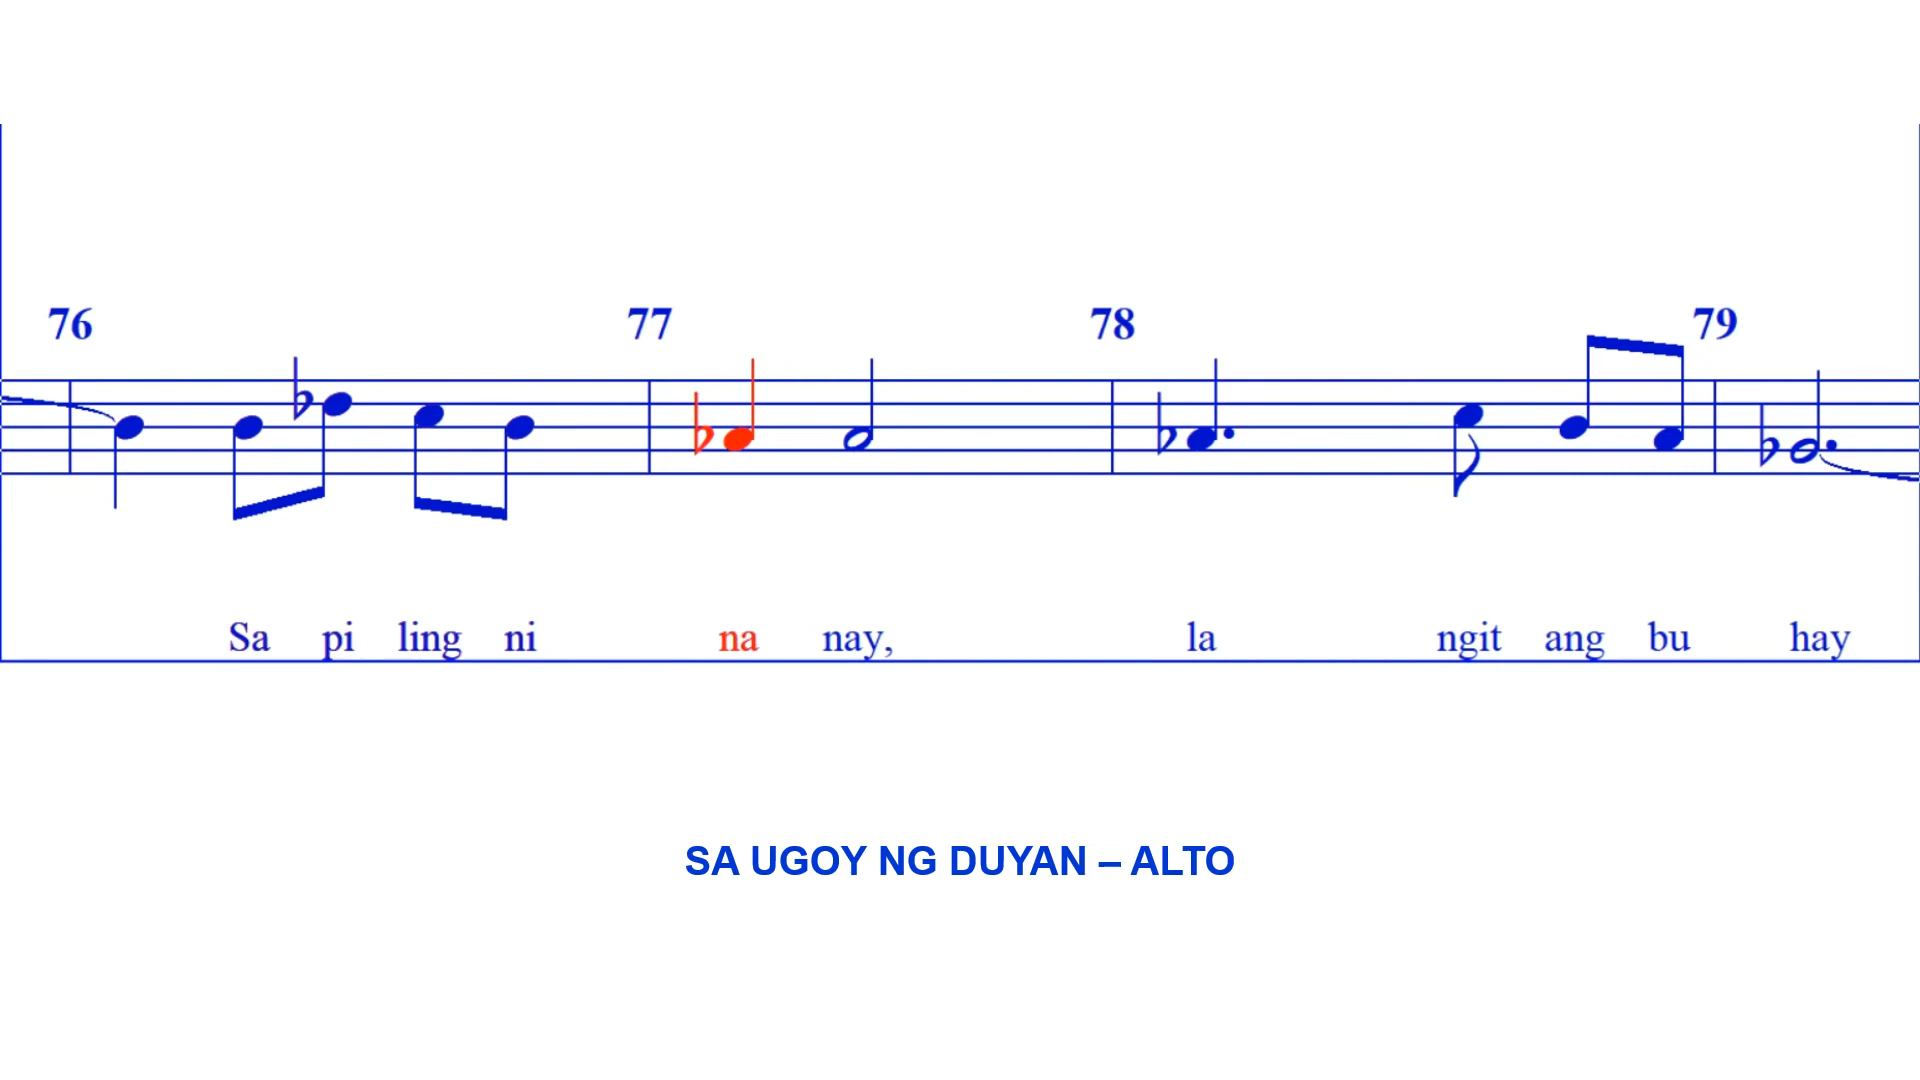 76 77 78 79
Sa pi ling ni na nay, la ngit ang bu hay
SA UGOY NG DUYAN – ALTO